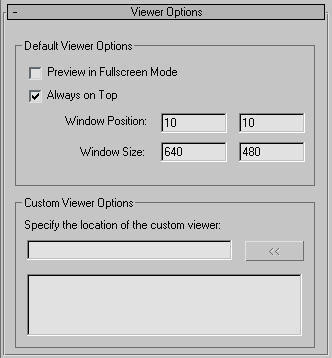 - Viewer Options
Default Viewer Options
Preview in Fullscreen Mode
Always on Top
Window Position: 10 10
Window Size: 640 480
Custom Viewer Options
Specify the location of the custom viewer:
<<